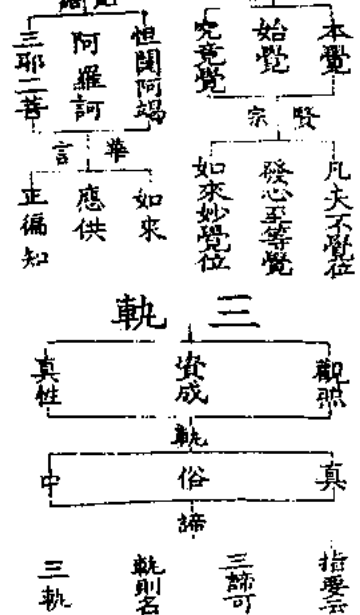 本覺
始覺
究竟覺
賢宗
凡夫不覺位
發心至等覺
如來妙覺位
怛闥阿竭
阿羅訶
三耶三菩
華言
如來
應供
正徧知
三軌
觀照
資成
真性
軌
真
俗
中
諦
指要云
三諦可
軌則名
三軌